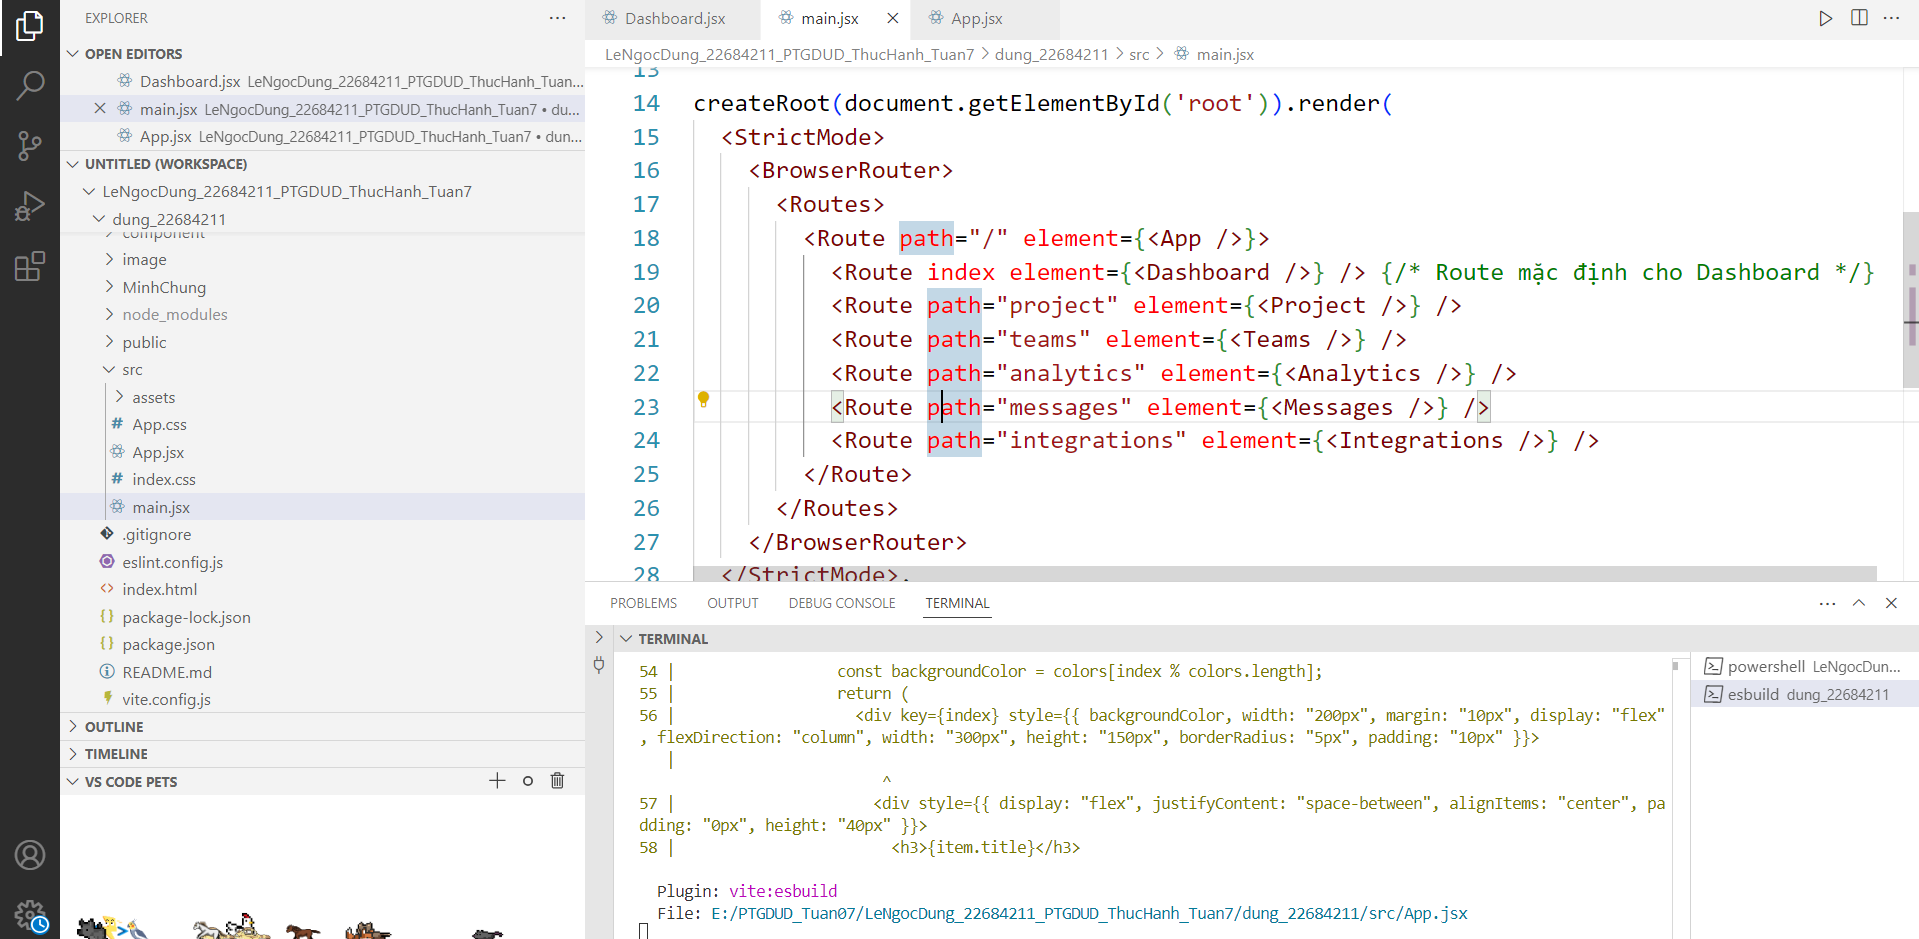 EXPLORER
OPEN EDITORS
Dashboard.jsx LeNgocDung_22684211_PTGDUD_ThucHanh_Tuan...
main.jsx LeNgocDung_22684211_PTGDUD_ThucHanh_Tuan7 • du...
App.jsx LeNgocDung_22684211_PTGDUD_ThucHanh_Tuan7 • dun...
UNTITLED (WORKSPACE)
LeNgocDung_22684211_PTGDUD_ThucHanh_Tuan7
dung_22684211
component
image
MinhChung
node_modules
public
src
assets
App.css
App.jsx
index.css
main.jsx
.gitignore
eslint.config.js
index.html
package-lock.json
package.json
README.md
vite.config.js
OUTLINE
TIMELINE
VS CODE PETS
Dashboard.jsx main.jsx App.jsx
LeNgocDung_22684211_PTGDUD_ThucHanh_Tuan7 > dung_22684211 > src > main.jsx
13
14 createRoot(document.getElementById('root')).render(
15 <StrictMode>
16 <BrowserRouter>
17 <Routes>
18 <Route path="/" element={<App />}>
19 <Route index element={<Dashboard />} /> {/* Route mặc định cho Dashboard */}
20 <Route path="project" element={<Project />} />
21 <Route path="teams" element={<Teams />} />
22 <Route path="analytics" element={<Analytics />} />
23 <Route path="messages" element={<Messages />} />
24 <Route path="integrations" element={<Integrations />} />
25 </Route>
26 </Routes>
27 </BrowserRouter>
28 </StrictMode>,
PROBLEMS OUTPUT DEBUG CONSOLE TERMINAL
TERMINAL
54 | const backgroundColor = colors[index % colors.length];
55 | return (
56 | <div key={index} style={{ backgroundColor, width: "200px", margin: "10px", display: "flex"
, flexDirection: "column", width: "300px", height: "150px", borderRadius: "5px", padding: "10px" }}>
|
^
57 | <div style={{ display: "flex", justifyContent: "space-between", alignItems: "center", pa
dding: "0px", height: "40px" }}>
58 | <h3>{item.title}</h3>
Plugin: vite:esbuild
File: E:/PTGDUD_Tuan07/LeNgocDung_22684211_PTGDUD_ThucHanh_Tuan7/dung_22684211/src/App.jsx
powershell LeNgocDun...
esbuild dung_22684211